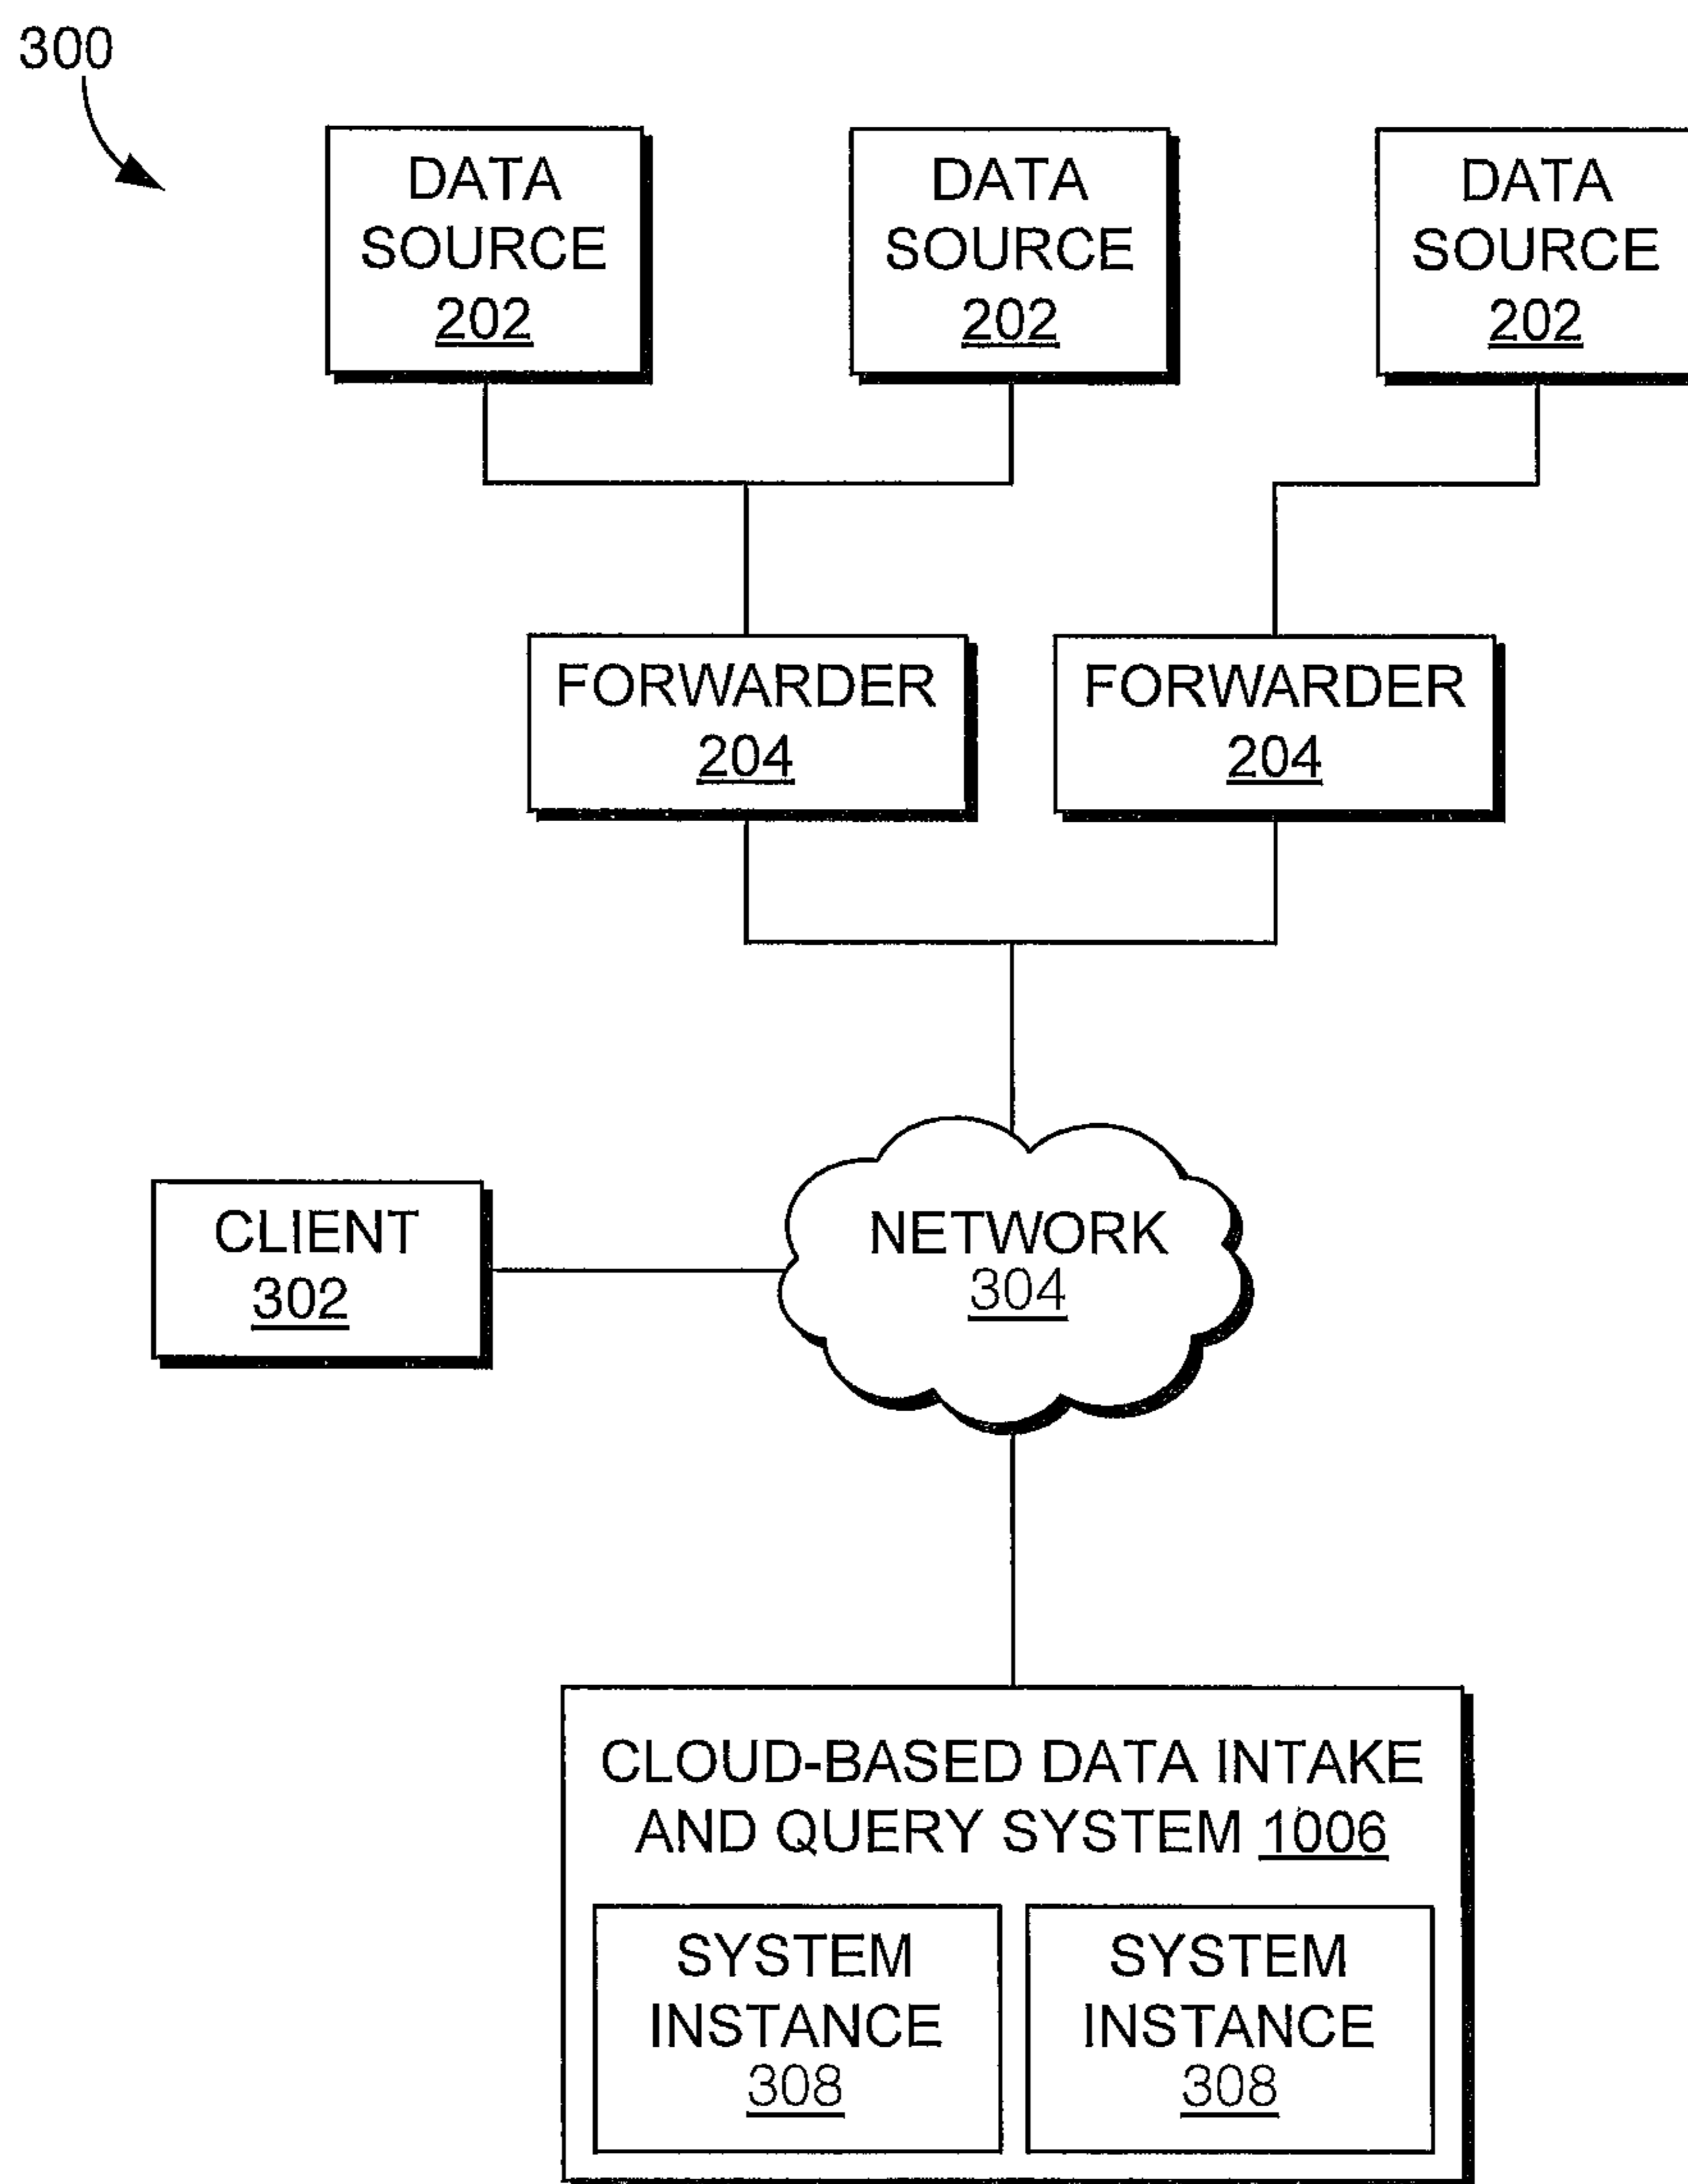 300
DATA
SOURCE
202
DATA
SOURCE
202
DATA
SOURCE
202
FORWARDER
204
FORWARDER
204
CLIENT
302
NETWORK
304
CLOUD-BASED DATA INTAKE
AND QUERY SYSTEM 1006
SYSTEM
INSTANCE
308
SYSTEM
INSTANCE
308